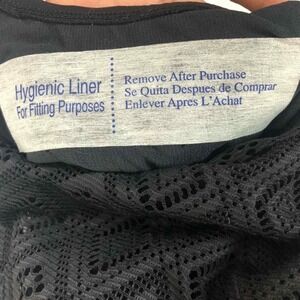 Hygienic Liner
For Fitting Purposes
Remove After Purchase
Se Quita Despues de Comprar
Enlever Apres L'Achat